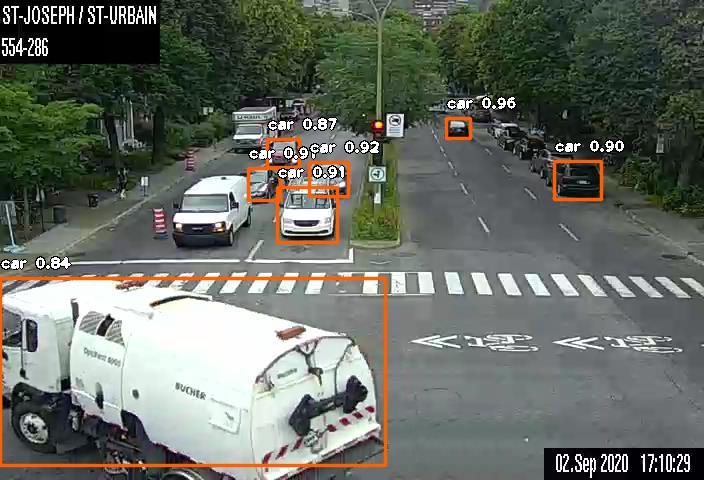 ST-JOSEPH / ST-URBAIN
554-286
car 0.96
car 0.87
car 0.92
car 0.90
car 0.91
car 0.84
BUCHER
02.Sep 2020 17:10:29